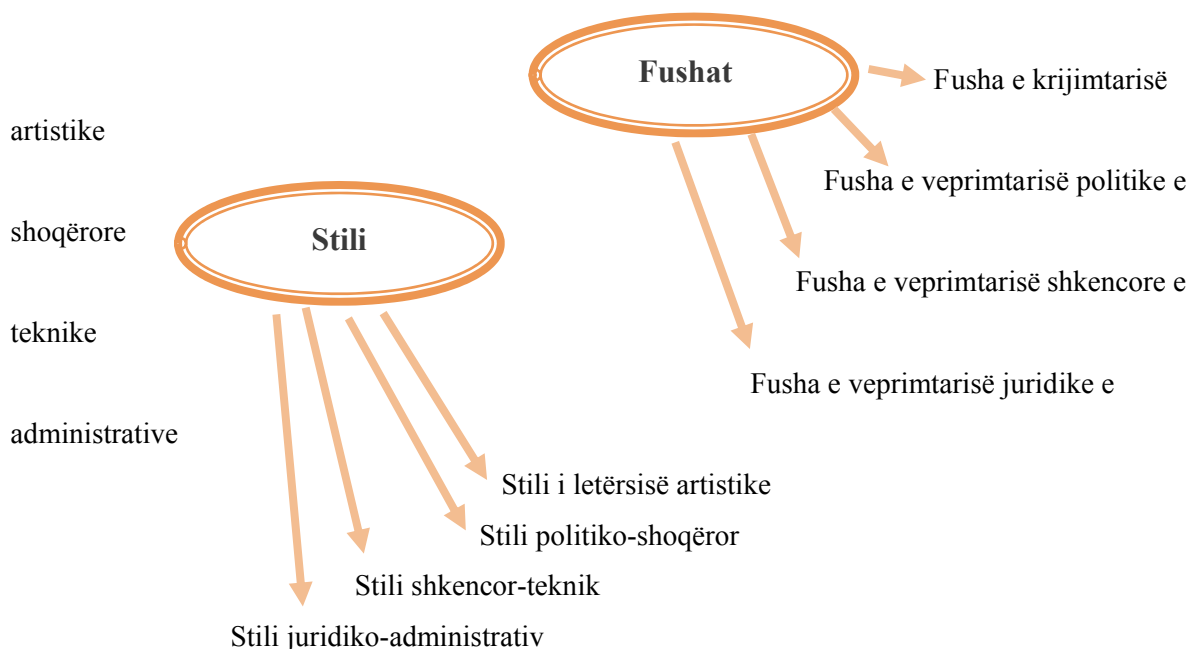 Fushat
Fusha e krijimtarisë
artistike
Fusha e veprimtarisë politike e
shoqërore
Stili
Fusha e veprimtarisë shkencore e
teknike
Fusha e veprimtarisë juridike e
administrative
Stili i letërsisë artistike
Stili politiko-shoqëror
Stili shkencor-teknik
Stili juridiko-administrativ